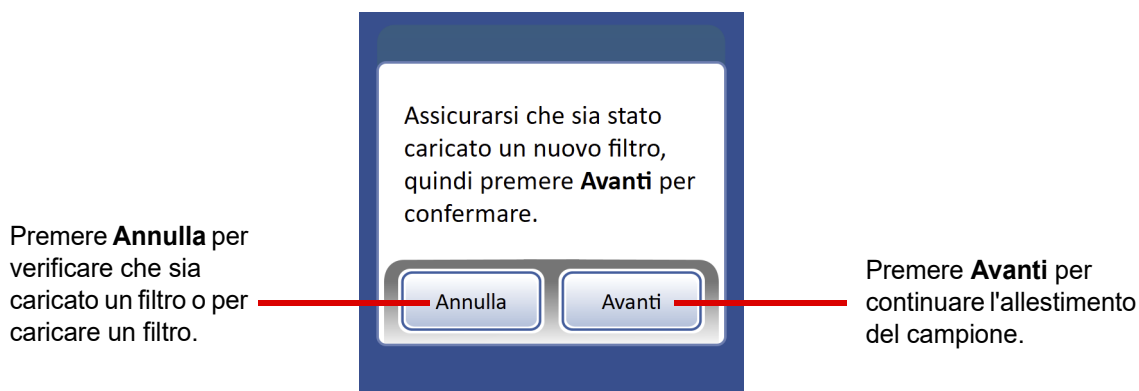 Assicurarsi che sia stato
caricato un nuovo filtro,
quindi premere Avanti per
confermare.
Premere Annulla per
verificare che sia
caricato un filtro o per
caricare un filtro.
Annulla
Avanti
Premere Avanti per
continuare l'allestimento
del campione.